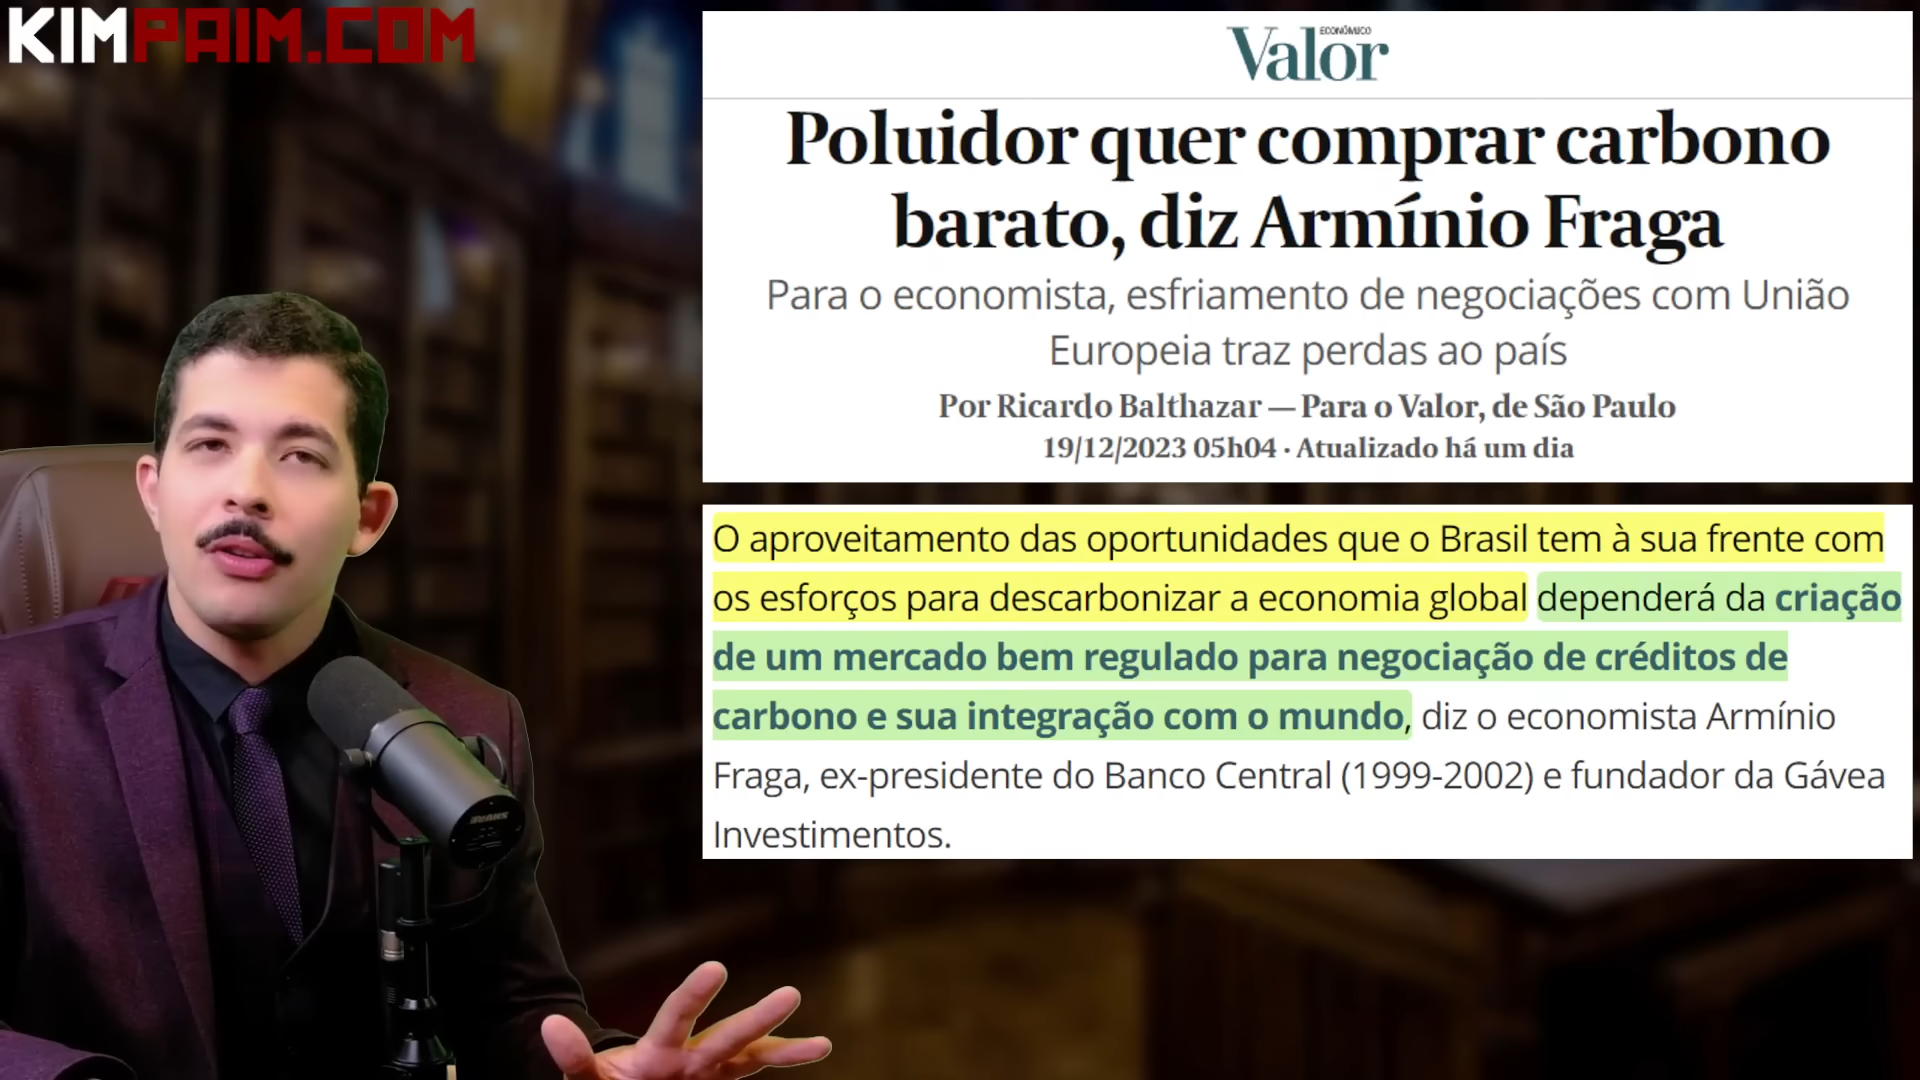 KIMPAIM.COM
Valor
ECONÔMICO
Poluidor quer comprar carbono
barato, diz Armínio Fraga
Para o economista, esfriamento de negociações com União
Europeia traz perdas ao país
Por Ricardo Balthazar — Para o Valor, de São Paulo
19/12/2023 05h04 · Atualizado há um dia
O aproveitamento das oportunidades que o Brasil tem à sua frente com
os esforços para descarbonizar a economia global dependerá da criação
de um mercado bem regulado para negociação de créditos de
carbono e sua integração com o mundo, diz o economista Armínio
Fraga, ex-presidente do Banco Central (1999-2002) e fundador da Gávea
Investimentos.